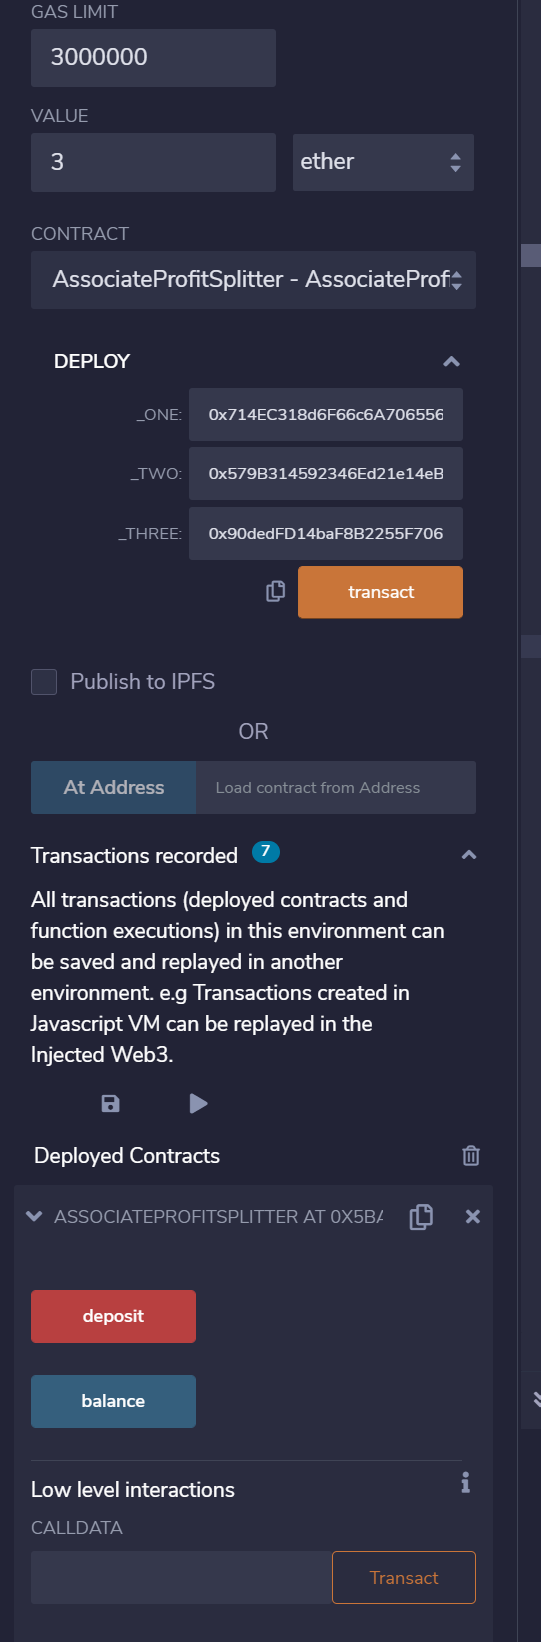 GAS LIMIT
3000000
VALUE
3 ether
CONTRACT
AssociateProfitSplitter - AssociateProf
DEPLOY
_ONE: 0x714EC318d6F66c6A706556
_TWO: 0x579B314592346Ed21e14eB
_THREE: 0x90dedFD14baF8B2255F706
transact
Publish to IPFS
OR
At Address Load contract from Address
Transactions recorded 7
All transactions (deployed contracts and
function executions) in this environment can
be saved and replayed in another
environment. e.g Transactions created in
Javascript VM can be replayed in the
Injected Web3.
Deployed Contracts
ASSOCIATEPROFITSPLITTER AT 0X5BA
deposit
balance
Low level interactions
CALLDATA
Transact